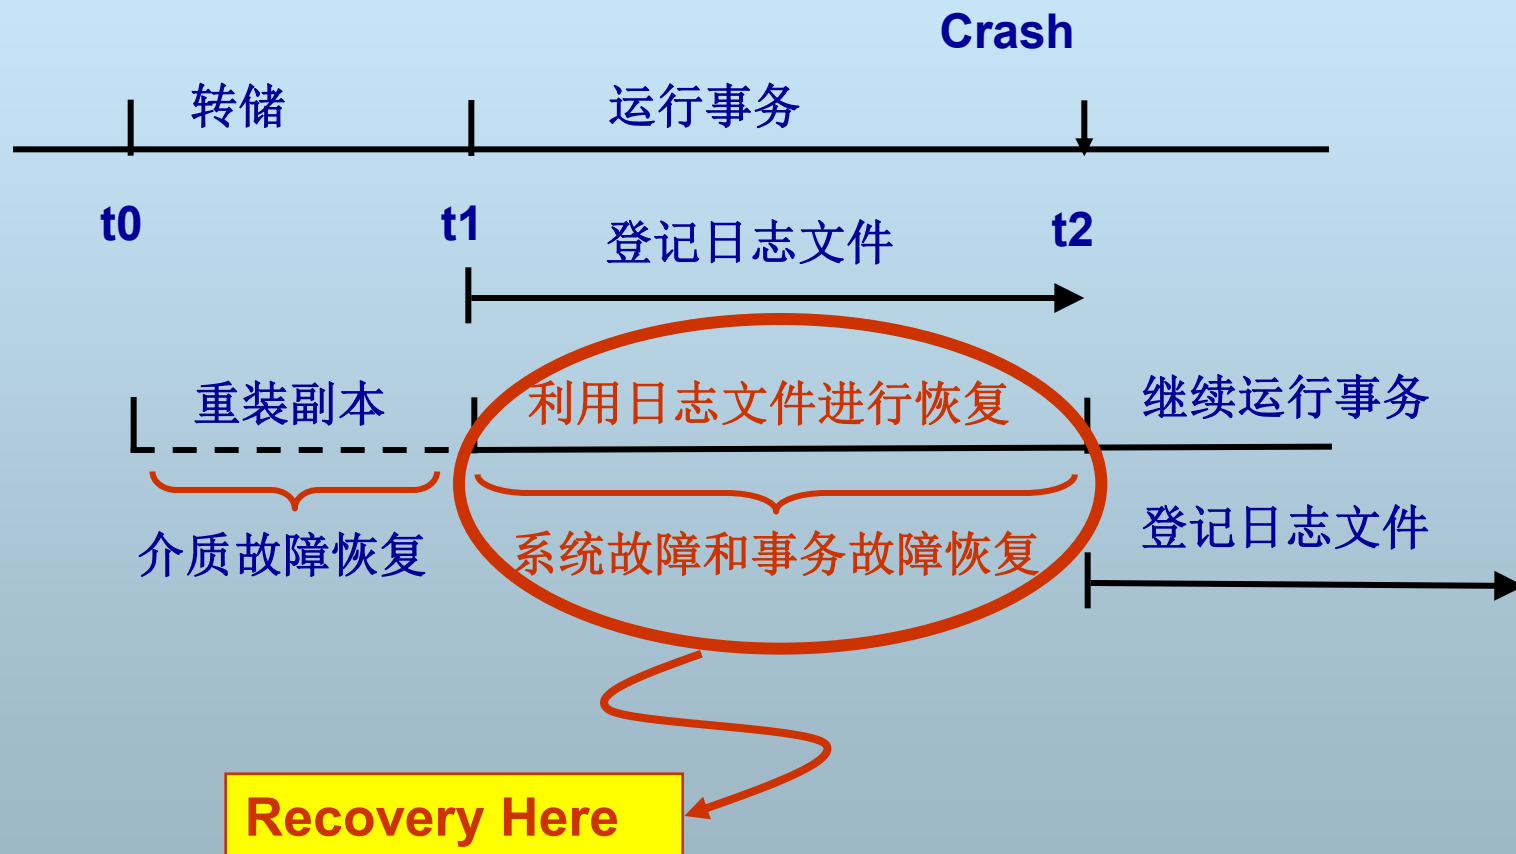 Crash
转储
运行事务
t0
t1
登记日志文件
t2
重装副本
利用日志文件进行恢复
继续运行事务
介质故障恢复
系统故障和事务故障恢复
登记日志文件
Recovery Here